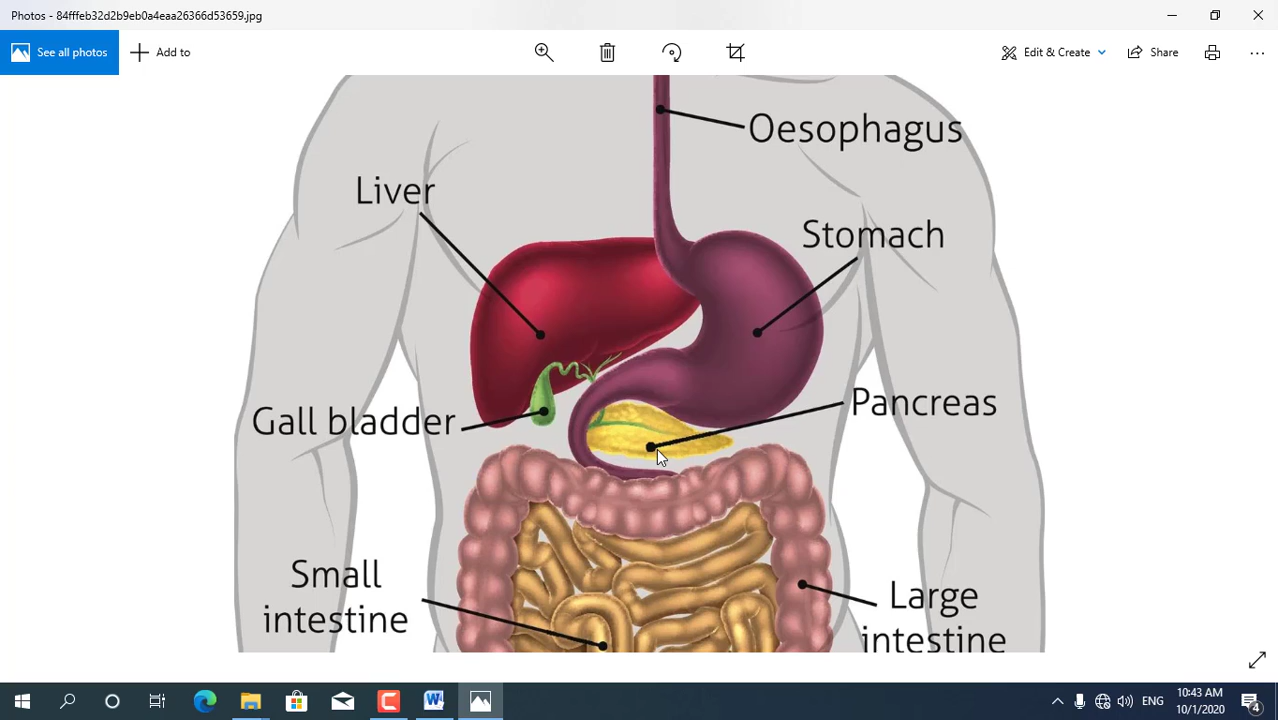 Photos - 84fffeb32d2b9eb0a4eaa26366d53659.jpg
See all photos
Add to
Edit & Create
Share
Oesophagus
Liver
Stomach
Pancreas
Gall bladder
Small
intestine
Large
intestine
ENG
10:43 AM
10/1/2020
4